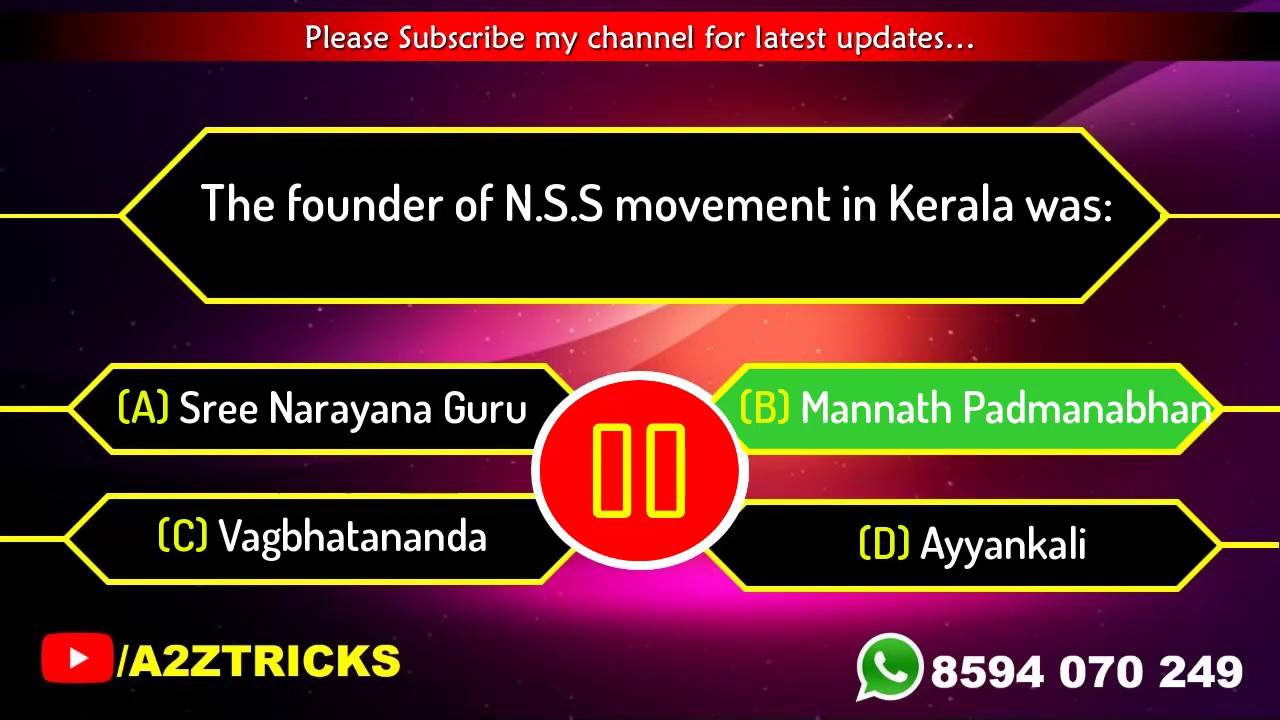 Please Subscribe my channel for latest updates...
The founder of N.S.S movement in Kerala was:
(A) Sree Narayana Guru
(B) Mannath Padmanabhan
(C) Vagbhatananda
(D) Ayyankali
/A2ZTRICKS
8594 070 249